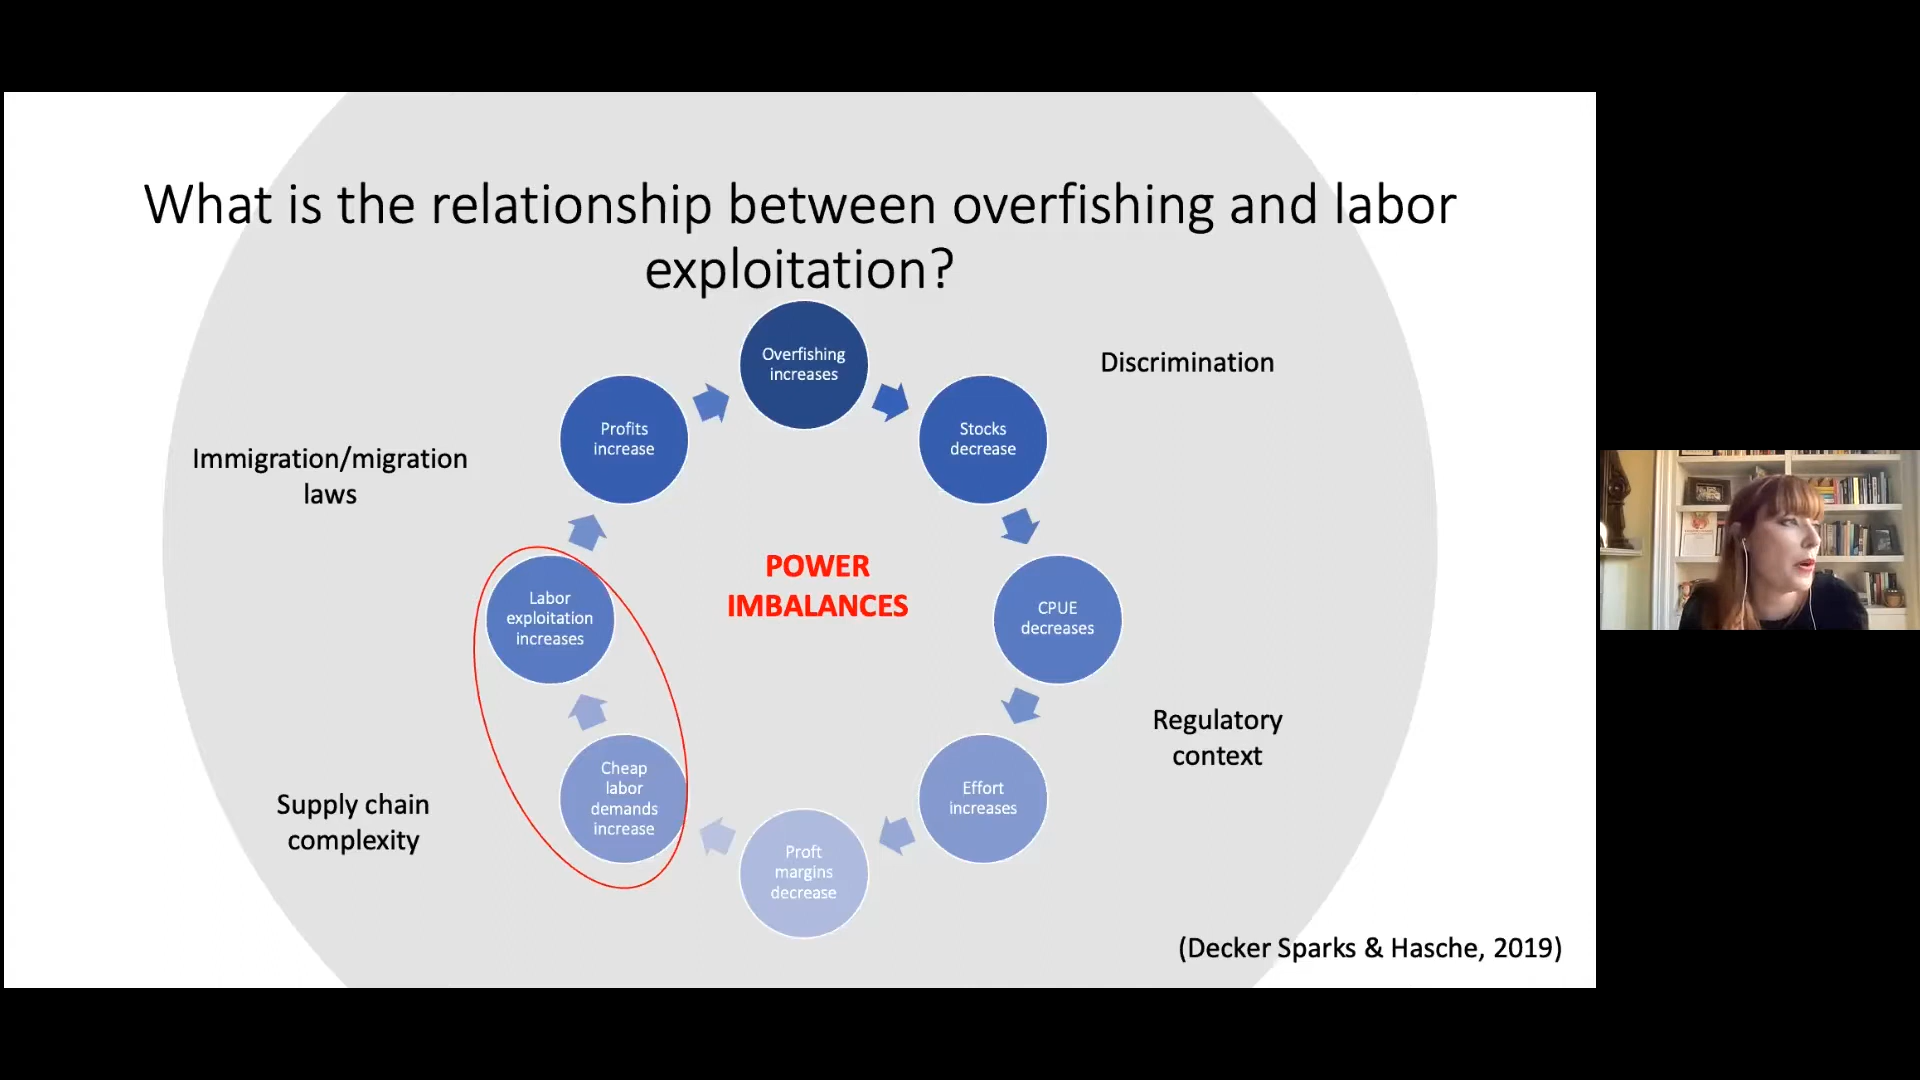 What is the relationship between overfishing and labor
exploitation?
Overfishing
increases
Stocks
decrease
CPUE
decreases
Effort
increases
Proft
margins
decrease
Cheap
labor
demands
increase
Labor
exploitation
increases
Profits
increase
POWER
IMBALANCES
Discrimination
Regulatory
context
Supply chain
complexity
Immigration/migration
laws
(Decker Sparks & Hasche, 2019)